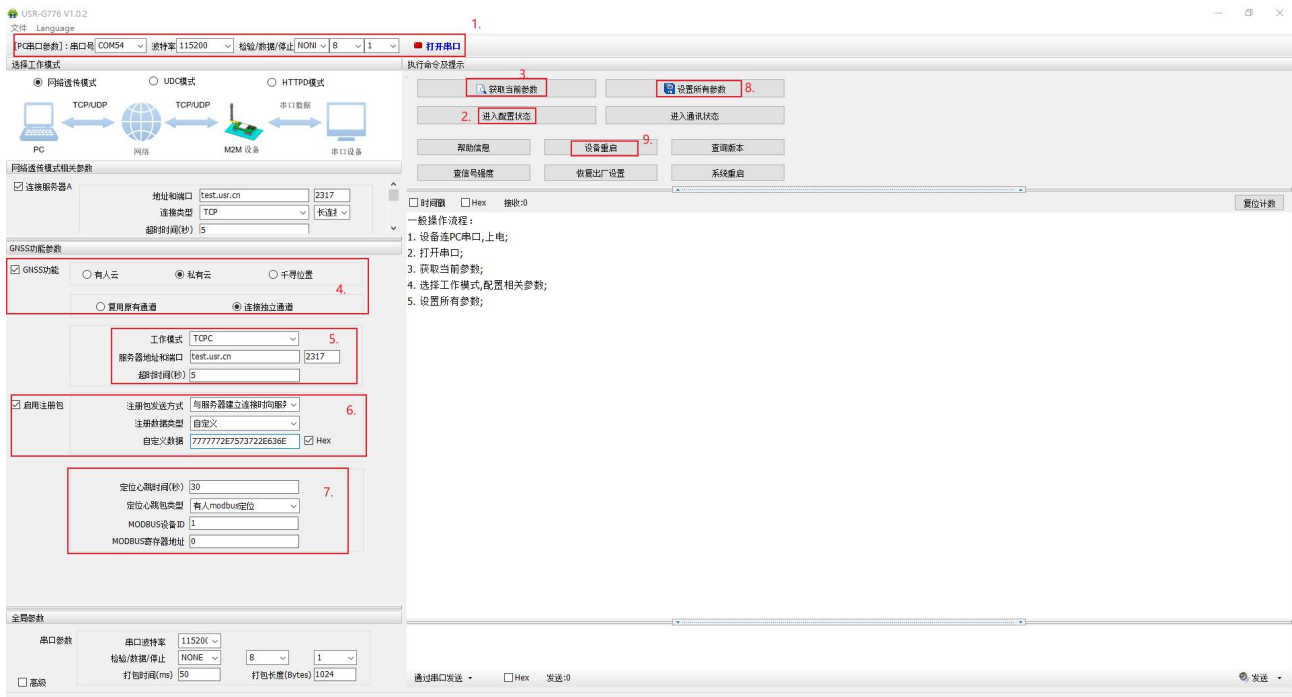 USR-G776 V1.0.2
文件 Language
1.
[PC串口参数]：串口号 COM54 波特率 115200 检验/数据/停止 NONI 8 1 打开串口
选择工作模式
网络透传模式 UDC模式 HTTPD模式
TCP/UDP TCP/UDP 串口数据
PC 网络 M2M 设备 串口设备
网络透传模式相关参数
连接服务器A
地址和端口 test.usr.cn 2317
连接类型 TCP 长连接
超时时间(秒) 5
GNSS功能参数
GNSS功能 有人云 私有云 千寻位置
4.
复用原有通道 连接独立通道
工作模式 TCPC 5.
服务器地址和端口 test.usr.cn 2317
超时时间(秒) 5
启用注册包 注册包发送方式 与服务器建立连接时向服务
6.
注册数据类型 自定义
自定义数据 7777772E7573722E636E Hex
定位心跳时间(秒) 30
7.
定位心跳包类型 有人modbus定位
MODBUS设备ID 1
MODBUS寄存器地址 0
全局参数
串口参数 串口波特率 11520(
检验/数据/停止 NONE 8 1
打包时间(ms) 50 打包长度(Bytes) 1024
高级
执行命令及提示
3.
获取当前参数 设置所有参数 8.
2. 进入配置状态 进入通讯状态
9.
帮助信息 设备重启 查询版本
查信号强度 恢复出厂设置 系统重启
时间戳 Hex 接收:0 复位计数
一般操作流程：
1. 设备连PC串口,上电;
2. 打开串口;
3. 获取当前参数;
4. 选择工作模式,配置相关参数;
5. 设置所有参数;
通过串口发送 Hex 发送:0 发送